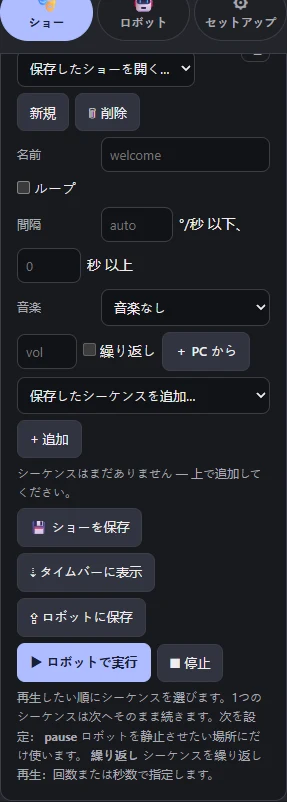 ショー ロボット セットアップ
保存したショーを開く...
新規 削除
名前 welcome
ループ
間隔 auto °/秒 以下、
0 秒 以上
音楽 音楽なし
vol 繰り返し + PC から
保存したシーケンスを追加...
+ 追加
シーケンスはまだありません — 上で追加して
ください。
ショーを保存
⇣タイムバーに表示
⇪ロボットに保存
▶ ロボットで実行 ■ 停止
再生したい順にシーケンスを選びます。1つの
シーケンスは次へそのまま続きます。次を設
定： pause ロボットを静止させたい場所にだ
け使います。 繰り返し シーケンスを繰り返し
再生：回数または秒数で指定します。